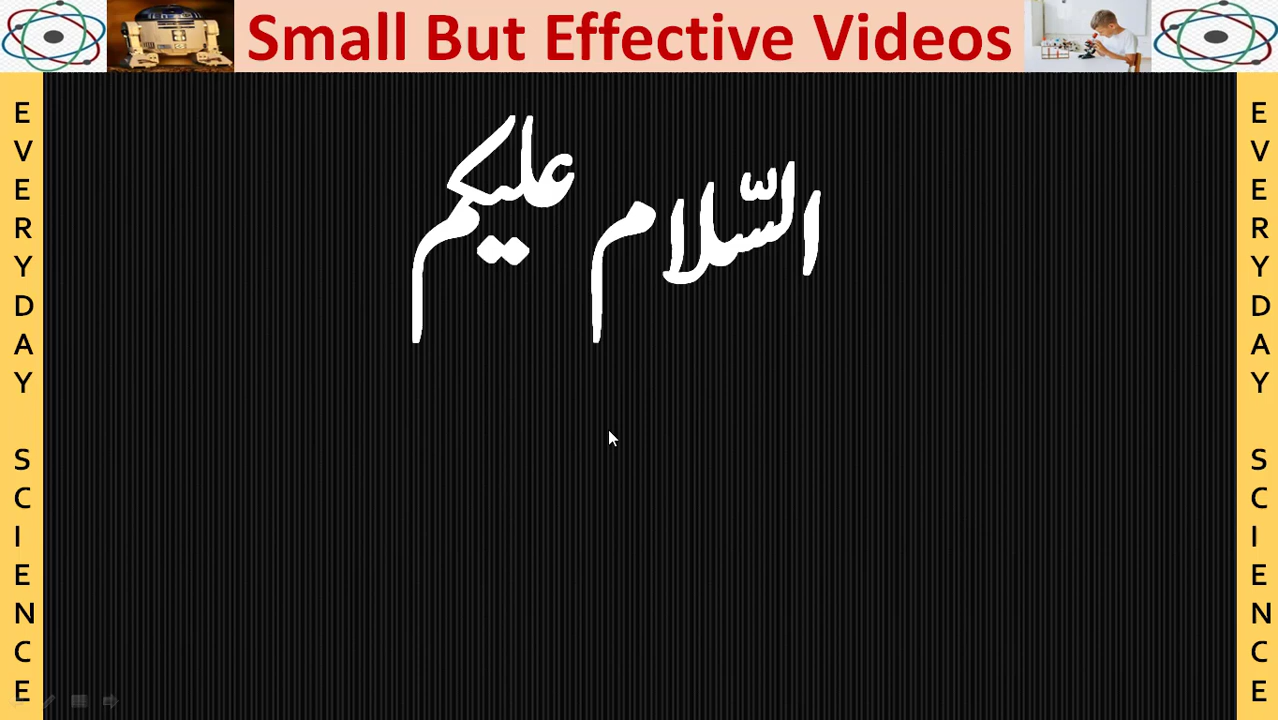 Small But Effective Videos
السّلام علیکم
EVERYDAY SCIENCE
EVERYDAY SCIENCE